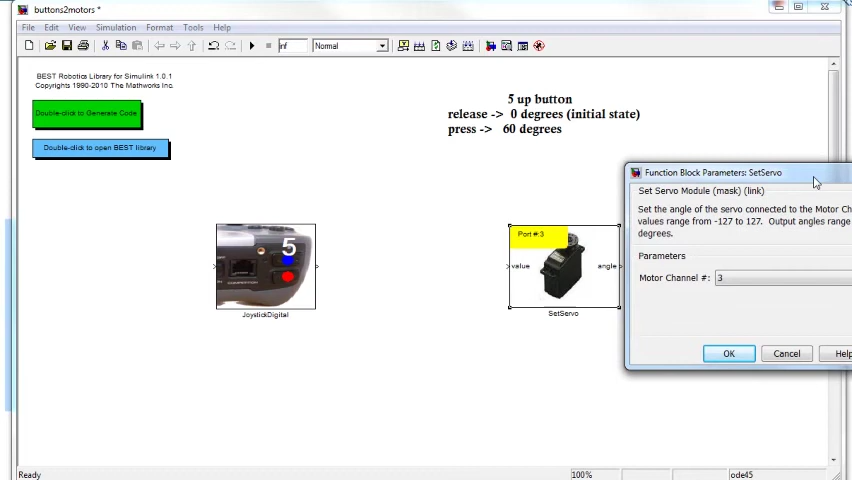 buttons2motors *
File Edit View Simulation Format Tools Help
inf Normal
BEST Robotics Library for Simulink 1.0.1
Copyrights 1990-2010 The Mathworks Inc.
Double-click to Generate Code
Double-click to open BEST library
5 up button
release -> 0 degrees (initial state)
press -> 60 degrees
5
JoystickDigital
Port #:3
value angle
SetServo
Function Block Parameters: SetServo
Set Servo Module (mask) (link)
Set the angle of the servo connected to the Motor Ch
values range from -127 to 127. Output angles range
degrees.
Parameters
Motor Channel #: 3
OK Cancel Help
Ready 100% ode45